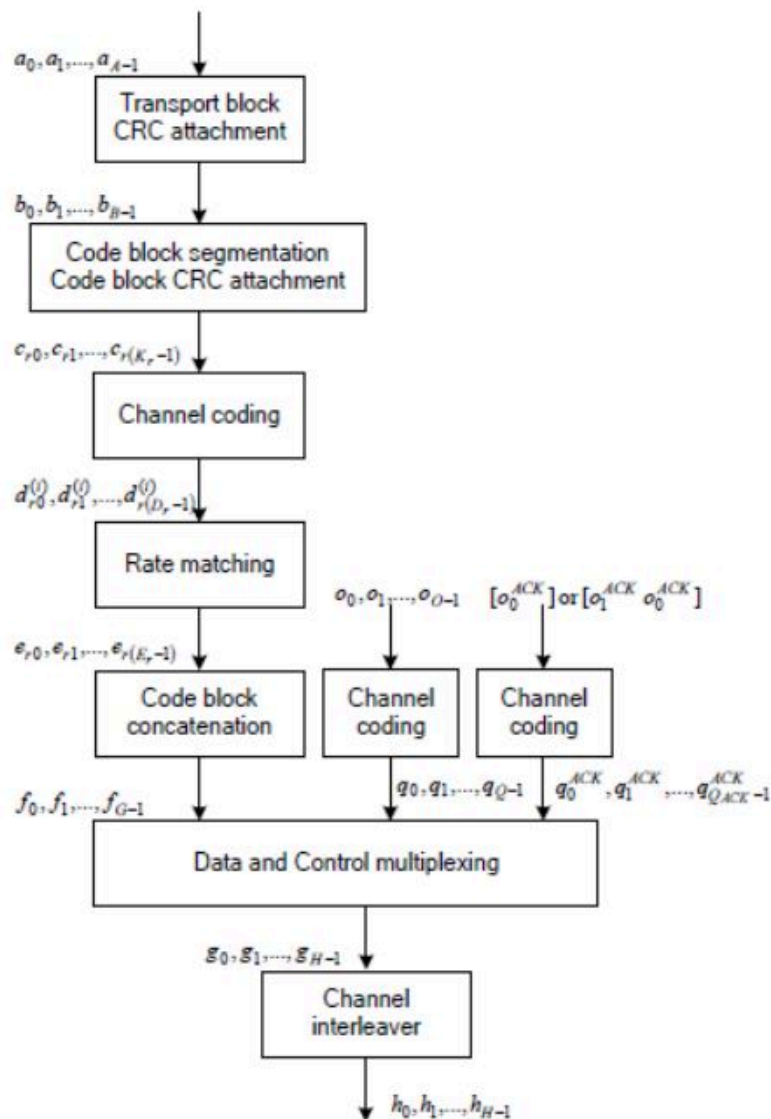 a_0, a_1, ..., a_{A-1}
Transport block
CRC attachment
b_0, b_1, ..., b_{B-1}
Code block segmentation
Code block CRC attachment
c_{r0}, c_{r1}, ..., c_{r(K_r-1)}
Channel coding
d_{r0}^{(i)}, d_{r1}^{(i)}, ..., d_{r(D_r-1)}^{(i)}
Rate matching
o_0, o_1, ..., o_{O-1}
[o_0^{ACK}] or [o_1^{ACK} o_0^{ACK}]
e_{r0}, e_{r1}, ..., e_{r(E_r-1)}
Code block
concatenation
Channel
coding
Channel
coding
f_0, f_1, ..., f_{G-1}
q_0, q_1, ..., q_{Q-1}
q_0^{ACK}, q_1^{ACK}, ..., q_{Q_{ACK}-1}^{ACK}
Data and Control multiplexing
g_0, g_1, ..., g_{H-1}
Channel
interleaver
h_0, h_1, ..., h_{H-1}